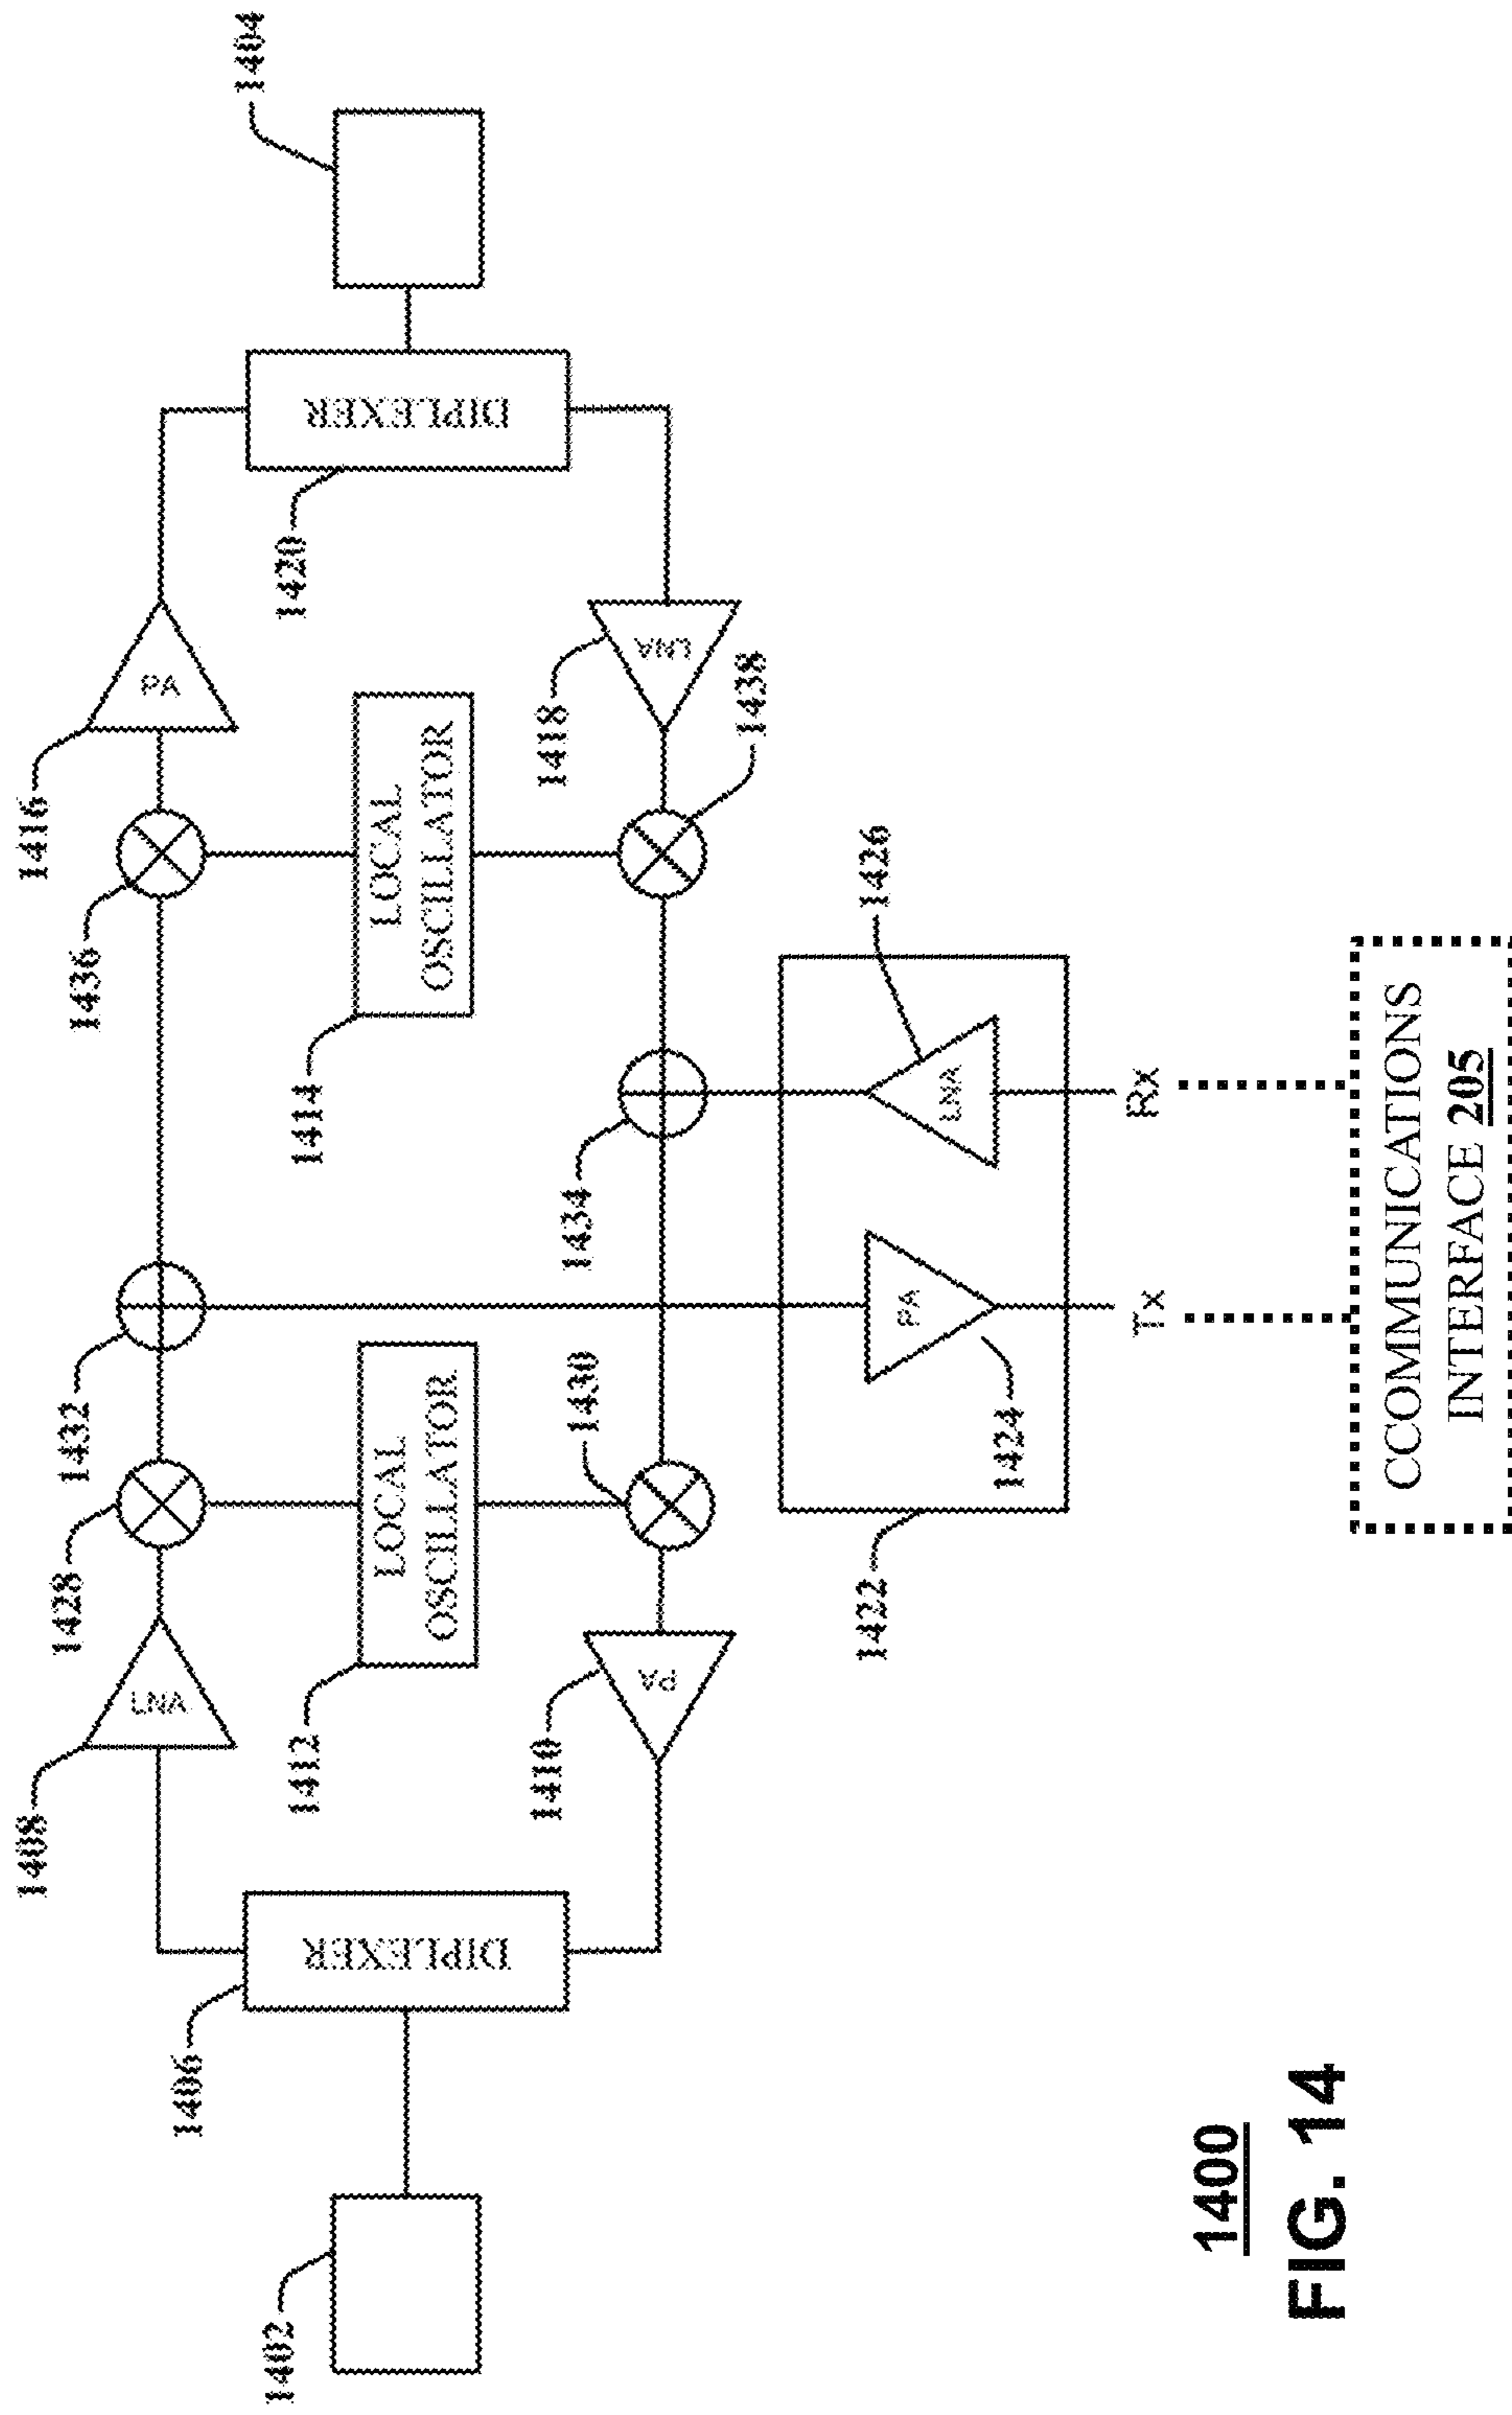 1404
1416
PA
1436
DIPLEXER
1420
LOCAL
OSCILLATOR
1414
LNA
1418
1438
1432
1434
LNA
1426
Rx
1428
LOCAL
OSCILLATOR
1412
1430
PA
1424
Tx
1422
1408
LNA
PA
1410
DIPLEXER
1406
1402
CCOMMUNICATIONS
INTERFACE 205
1400
FIG. 14